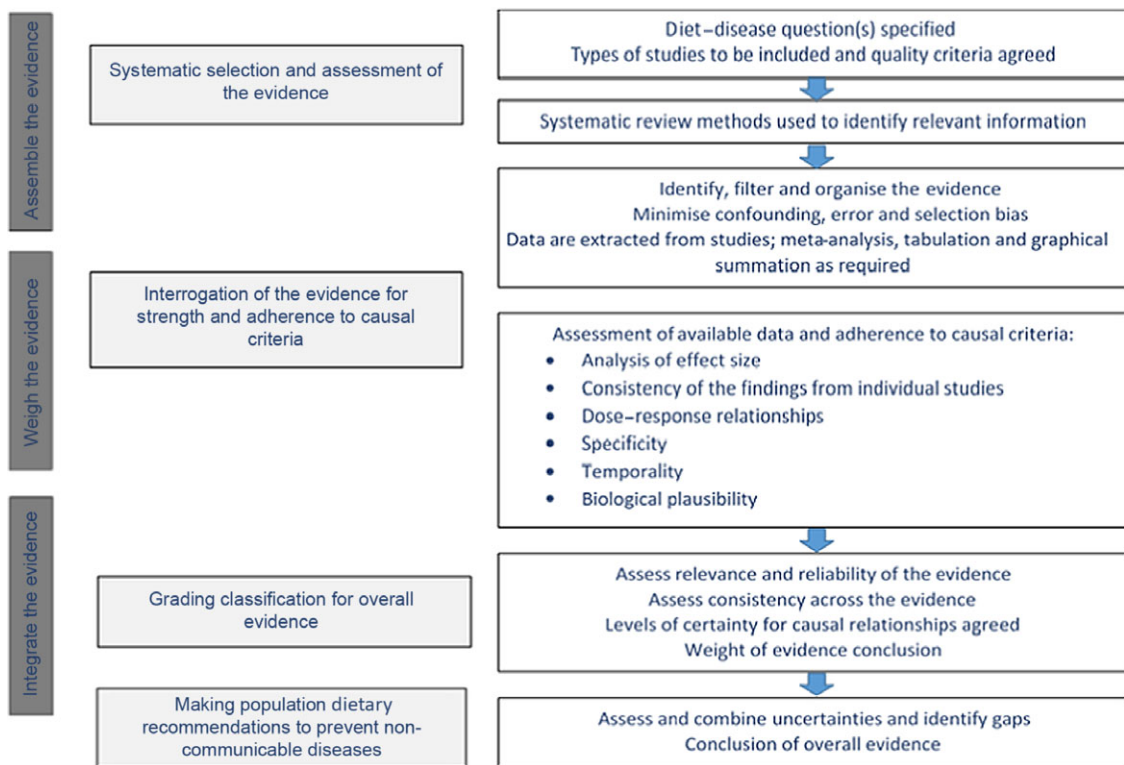 Assemble the evidence
Weigh the evidence
Integrate the evidence
Systematic selection and assessment of
the evidence
Interrogation of the evidence for
strength and adherence to causal
criteria
Grading classification for overall
evidence
Making population dietary
recommendations to prevent non-
communicable diseases
Diet–disease question(s) specified
Types of studies to be included and quality criteria agreed
Systematic review methods used to identify relevant information
Identify, filter and organise the evidence
Minimise confounding, error and selection bias
Data are extracted from studies; meta-analysis, tabulation and graphical
summation as required
Assessment of available data and adherence to causal criteria:
• Analysis of effect size
• Consistency of the findings from individual studies
• Dose–response relationships
• Specificity
• Temporality
• Biological plausibility
Assess relevance and reliability of the evidence
Assess consistency across the evidence
Levels of certainty for causal relationships agreed
Weight of evidence conclusion
Assess and combine uncertainties and identify gaps
Conclusion of overall evidence